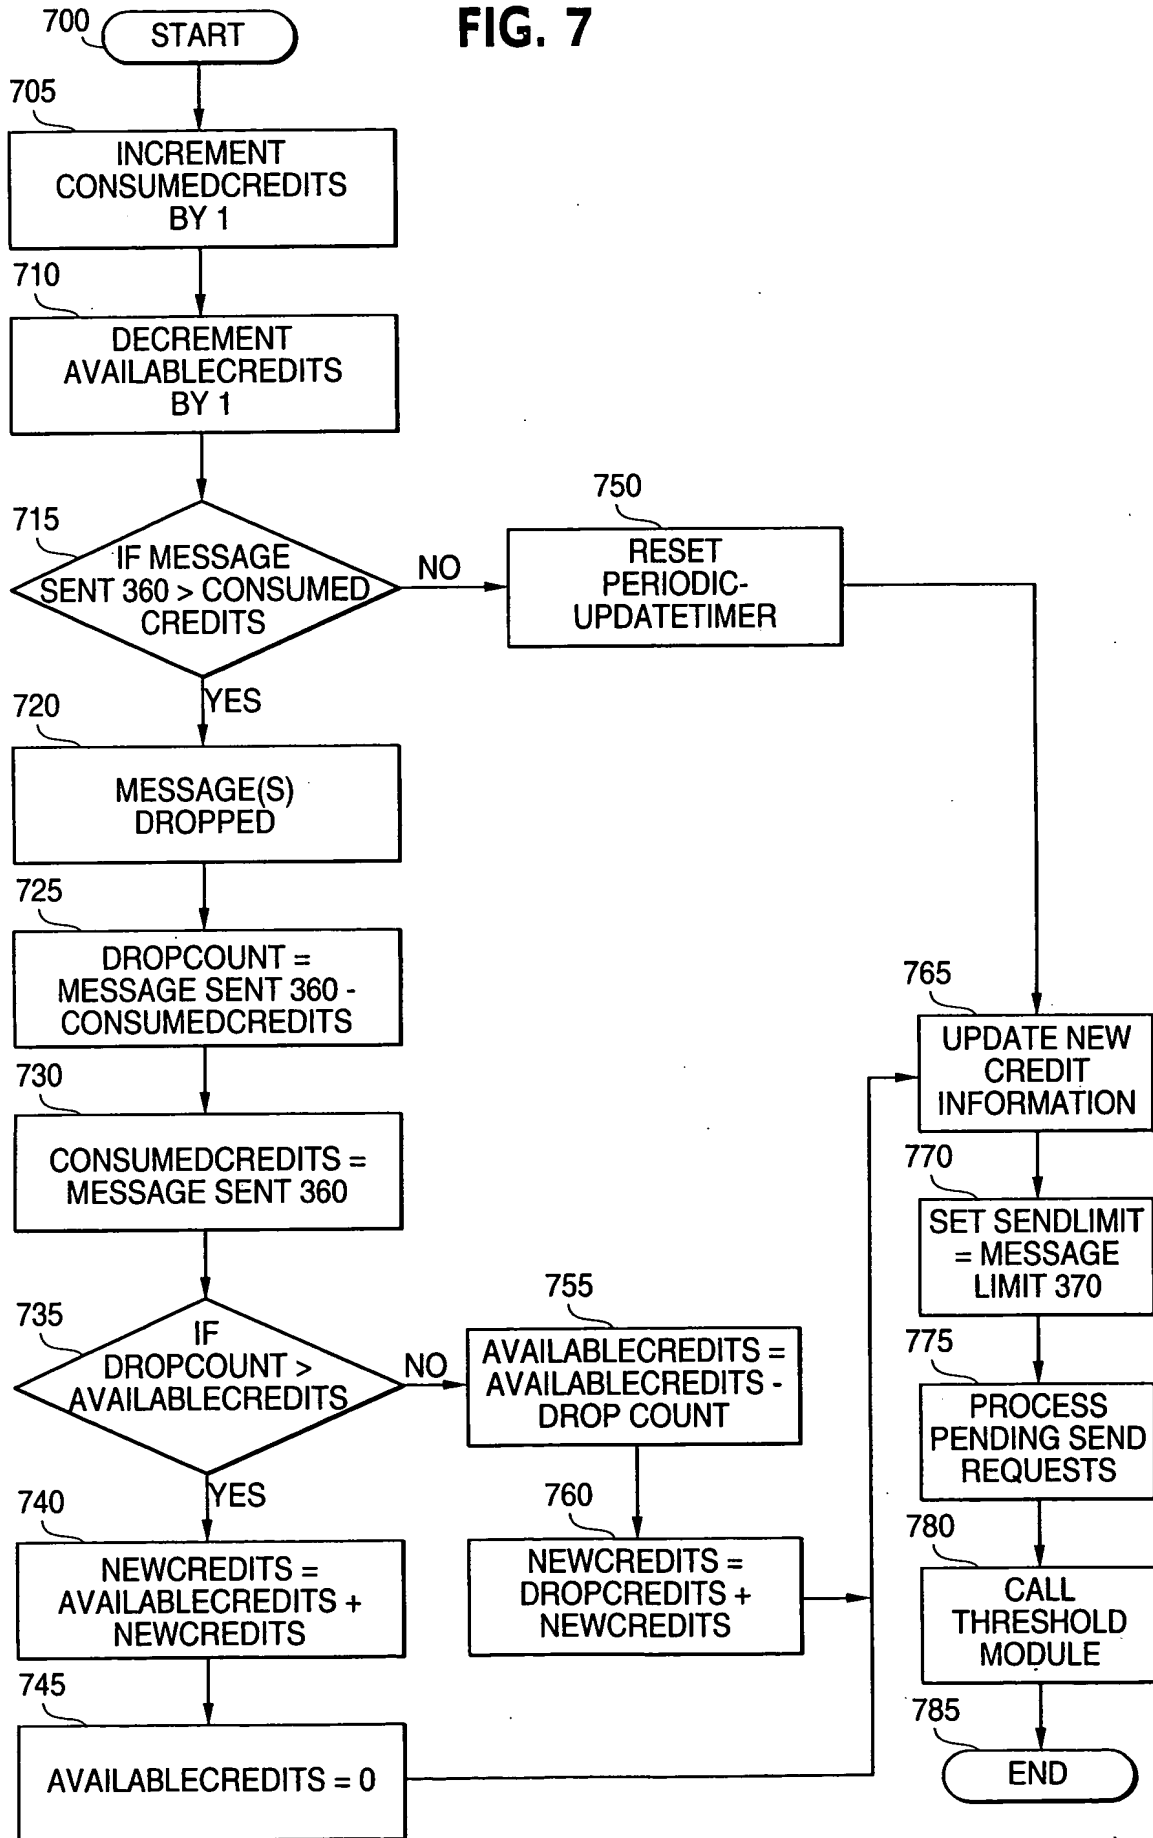 FIG. 7
700
START
705
INCREMENT
CONSUMEDCREDITS
BY 1
710
DECREMENT
AVAILABLECREDITS
BY 1
715
IF MESSAGE
SENT 360 > CONSUMED
CREDITS
NO
YES
750
RESET
PERIODIC-
UPDATETIMER
720
MESSAGE(S)
DROPPED
725
DROPCOUNT =
MESSAGE SENT 360 -
CONSUMEDCREDITS
730
CONSUMEDCREDITS =
MESSAGE SENT 360
735
IF
DROPCOUNT >
AVAILABLECREDITS
NO
YES
755
AVAILABLECREDITS =
AVAILABLECREDITS -
DROP COUNT
760
NEWCREDITS =
DROPCREDITS +
NEWCREDITS
740
NEWCREDITS =
AVAILABLECREDITS +
NEWCREDITS
745
AVAILABLECREDITS = 0
765
UPDATE NEW
CREDIT
INFORMATION
770
SET SENDLIMIT
= MESSAGE
LIMIT 370
775
PROCESS
PENDING SEND
REQUESTS
780
CALL
THRESHOLD
MODULE
785
END